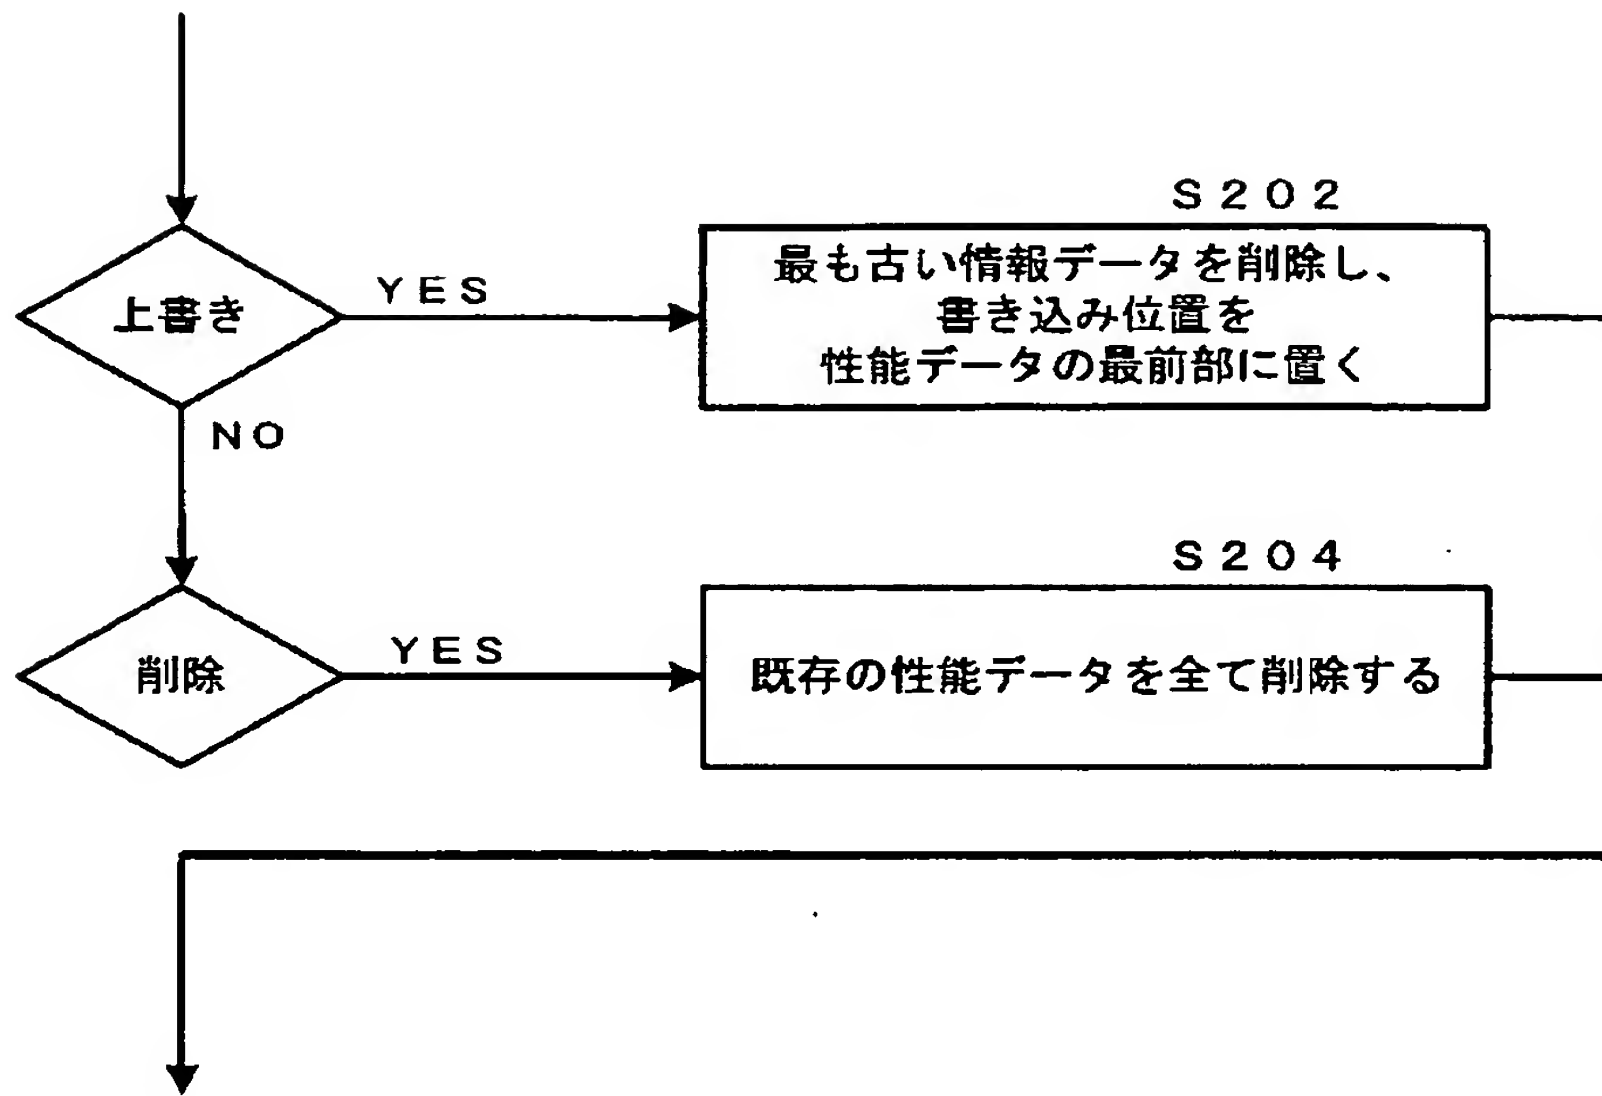 S202
上書き
YES
最も古い情報データを削除し、
書き込み位置を
性能データの最前部に置く
NO
S204
削除
YES
既存の性能データを全て削除する